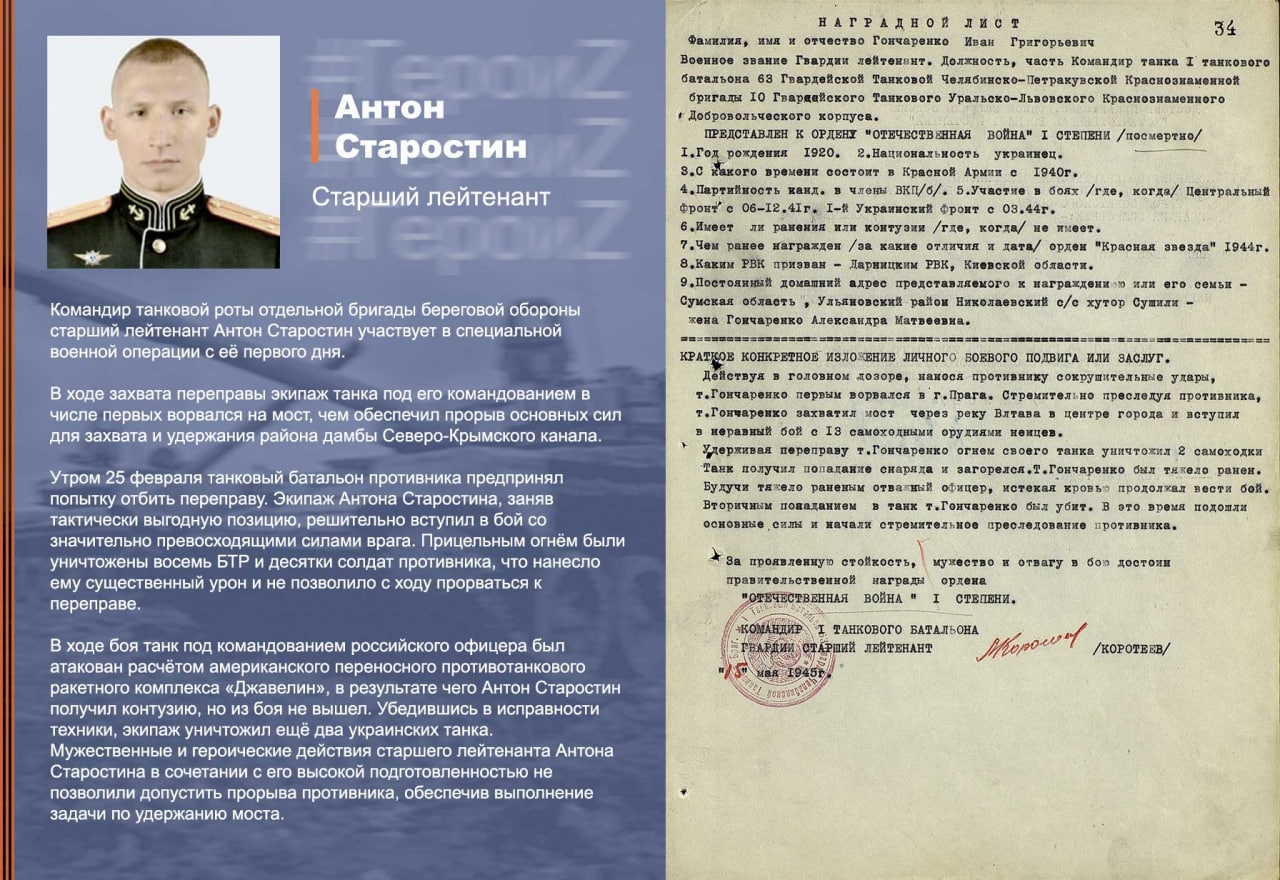 #ГероиZ
#ГероиZ
#ГероиZ
Антон
Старостин
Старший лейтенант
Командир танковой роты отдельной бригады береговой обороны
старший лейтенант Антон Старостин участвует в специальной
военной операции с её первого дня.
В ходе захвата переправы экипаж танка под его командованием в
числе первых ворвался на мост, чем обеспечил прорыв основных сил
для захвата и удержания района дамбы Северо-Крымского канала.
Утром 25 февраля танковый батальон противника предпринял
попытку отбить переправу. Экипаж Антона Старостина, заняв
тактически выгодную позицию, решительно вступил в бой со
значительно превосходящими силами врага. Прицельным огнём были
уничтожены восемь БТР и десятки солдат противника, что нанесло
ему существенный урон и не позволило с ходу прорваться к
переправе.
В ходе боя танк под командованием российского офицера был
атакован расчётом американского переносного противотанкового
ракетного комплекса «Джавелин», в результате чего Антон Старостин
получил контузию, но из боя не вышел. Убедившись в исправности
техники, экипаж уничтожил ещё два украинских танка.
Мужественные и героические действия старшего лейтенанта Антона
Старостина в сочетании с его высокой подготовленностью не
позволили допустить прорыва противника, обеспечив выполнение
задачи по удержанию моста.
34
НАГРАДНОЙ ЛИСТ
Фамилия, имя и отчество Гончаренко Иван Григорьевич
Военное звание Гвардии лейтенант. Должность, часть Командир танка I танкового
батальона 63 Гвардейской Танковой Челябинско-Петракувской Краснознаменной
бригады IO Гвардейского Танкового Уральско-Львовского Краснознаменного
Добровольческого корпуса.
ПРЕДСТАВЛЕН К ОРДЕНУ "ОТЕЧЕСТВЕННАЯ ВОЙНА" I СТЕПЕНИ /посмертно/
I.Год рождения I920. 2.Национальность украинец.
3.С какого времени состоит в Красной Армии с I940г.
4.Партийность канд. в члены ВКП/б/. 5.Участие в боях /где, когда/ Центральный
фронт с 06-I2.4Iг. I-й Украинский фронт с 03.44г.
6.Имеет ли ранения или контузии /где, когда/ не имеет.
7.Чем ранее награжден /за какие отличия и дата/ орден "Красная звезда" I944г.
8.Каким РВК призван - Дарницким РВК, Киевской области.
9.Постоянный домашний адрес представляемого к награждению или его семьи -
Сумская область , Ульяновский район Николаевский с/с хутор Сушили -
жена Гончаренко Александра Матвеевна.
КРАТКОЕ КОНКРЕТНОЕ ИЗЛОЖЕНИЕ ЛИЧНОГО БОЕВОГО ПОДВИГА ИЛИ ЗАСЛУГ.
Действуя в головном дозоре, нанося противнику сокрушительные удары,
т.Гончаренко первым ворвался в г.Прага. Стремительно преследуя противника,
т.Гончаренко захватил мост через реку Влтава в центре города и вступил
в неравный бой с I3 самоходными орудиями немцев.
Удерживая переправу т.Гончаренко огнем своего танка уничтожил 2 самоходки
Танк получил попадание снаряда и загорелся.Т.Гончаренко был тяжело ранен.
Будучи тяжело раненым отважный офицер, истекая кровью продолжал вести бой.
Вторичным попаданием в танк т.Гончаренко был убит. В это время подошли
основные силы и начали стремительное преследование противника.
За проявленную стойкость, мужество и отвагу в бою достоин
правительственной награды ордена
"ОТЕЧЕСТВЕННАЯ ВОЙНА " I СТЕПЕНИ.
КОМАНДИР I ТАНКОВОГО БАТАЛЬОНА
ГВАРДИИ СТАРШИЙ ЛЕЙТЕНАНТ /КОРОТЕЕВ/
"15" мая I945г.